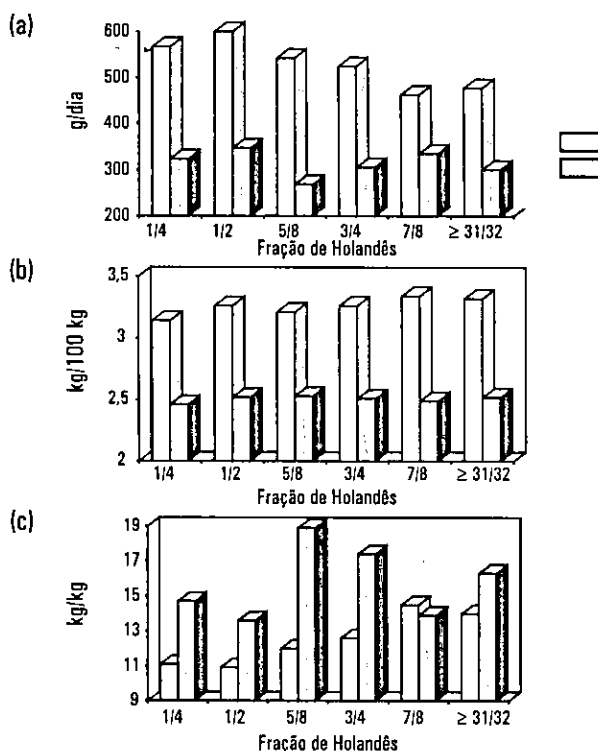 (a)
g/dia
600
500
400
300
200
1/4 1/2 5/8 3/4 7/8 ≥ 31/32
Fração de Holandês
(b)
kg/100 kg
3,5
3
2,5
2
1/4 1/2 5/8 3/4 7/8 ≥ 31/32
Fração de Holandês
(c)
kg/kg
19
17
15
13
11
9
1/4 1/2 5/8 3/4 7/8 ≥ 31/32
Fração de Holandês